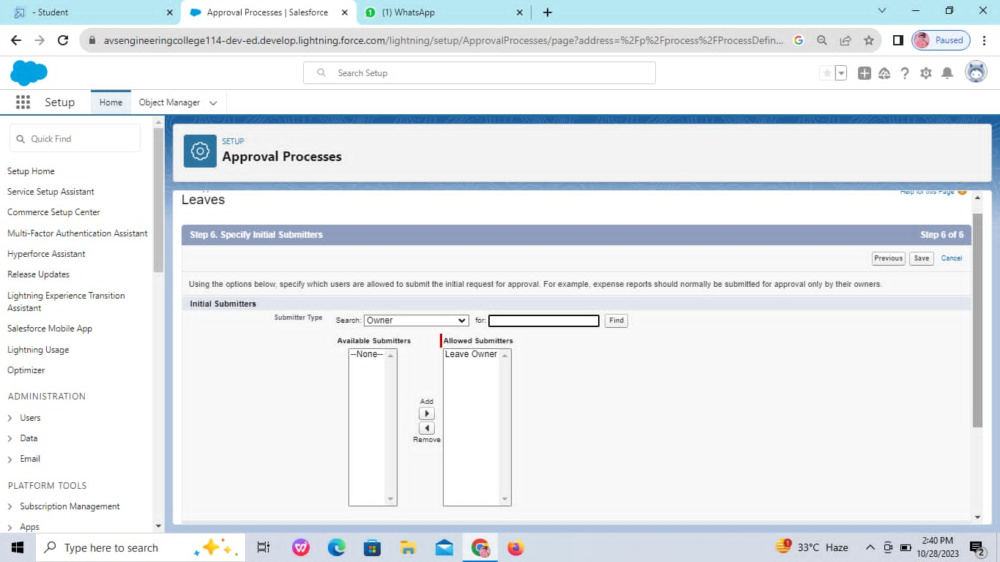 - Student
Approval Processes | Salesforce
(1) WhatsApp
avsengineeringcollege114-dev-ed.develop.lightning.force.com/lightning/setup/ApprovalProcesses/page?address=%2Fp%2Fprocess%2FProcessDefin...
Paused
Search Setup
Setup
Home
Object Manager
Quick Find
SETUP
Approval Processes
Setup Home
Service Setup Assistant
Commerce Setup Center
Multi-Factor Authentication Assistant
Hyperforce Assistant
Release Updates
Lightning Experience Transition
Assistant
Salesforce Mobile App
Lightning Usage
Optimizer
ADMINISTRATION
Users
Data
Email
PLATFORM TOOLS
Subscription Management
Apps
Leaves
Help for this Page
Step 6. Specify Initial Submitters
Step 6 of 6
Previous
Save
Cancel
Using the options below, specify which users are allowed to submit the initial request for approval. For example, expense reports should normally be submitted for approval only by their owners.
Initial Submitters
Submitter Type
Search: Owner for: Find
Available Submitters
Allowed Submitters
--None--
Leave Owner
Add
Remove
Type here to search
1
33°C Haze
2:40 PM
10/28/2023
2